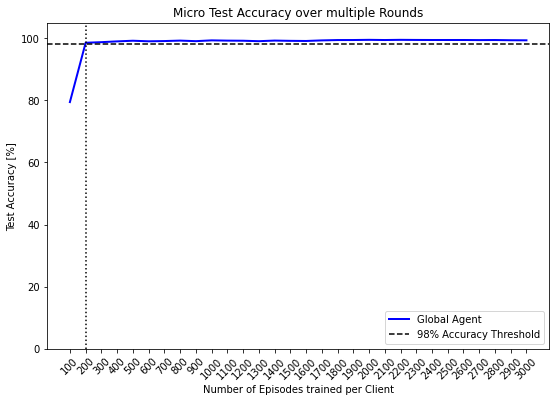 Micro Test Accuracy over multiple Rounds
Test Accuracy [%]
100
80
60
40
20
0
Global Agent
98% Accuracy Threshold
100 200 300 400 500 600 700 800 900 1000 1100 1200 1300 1400 1500 1600 1700 1800 1900 2000 2100 2200 2300 2400 2500 2600 2700 2800 2900 3000
Number of Episodes trained per Client